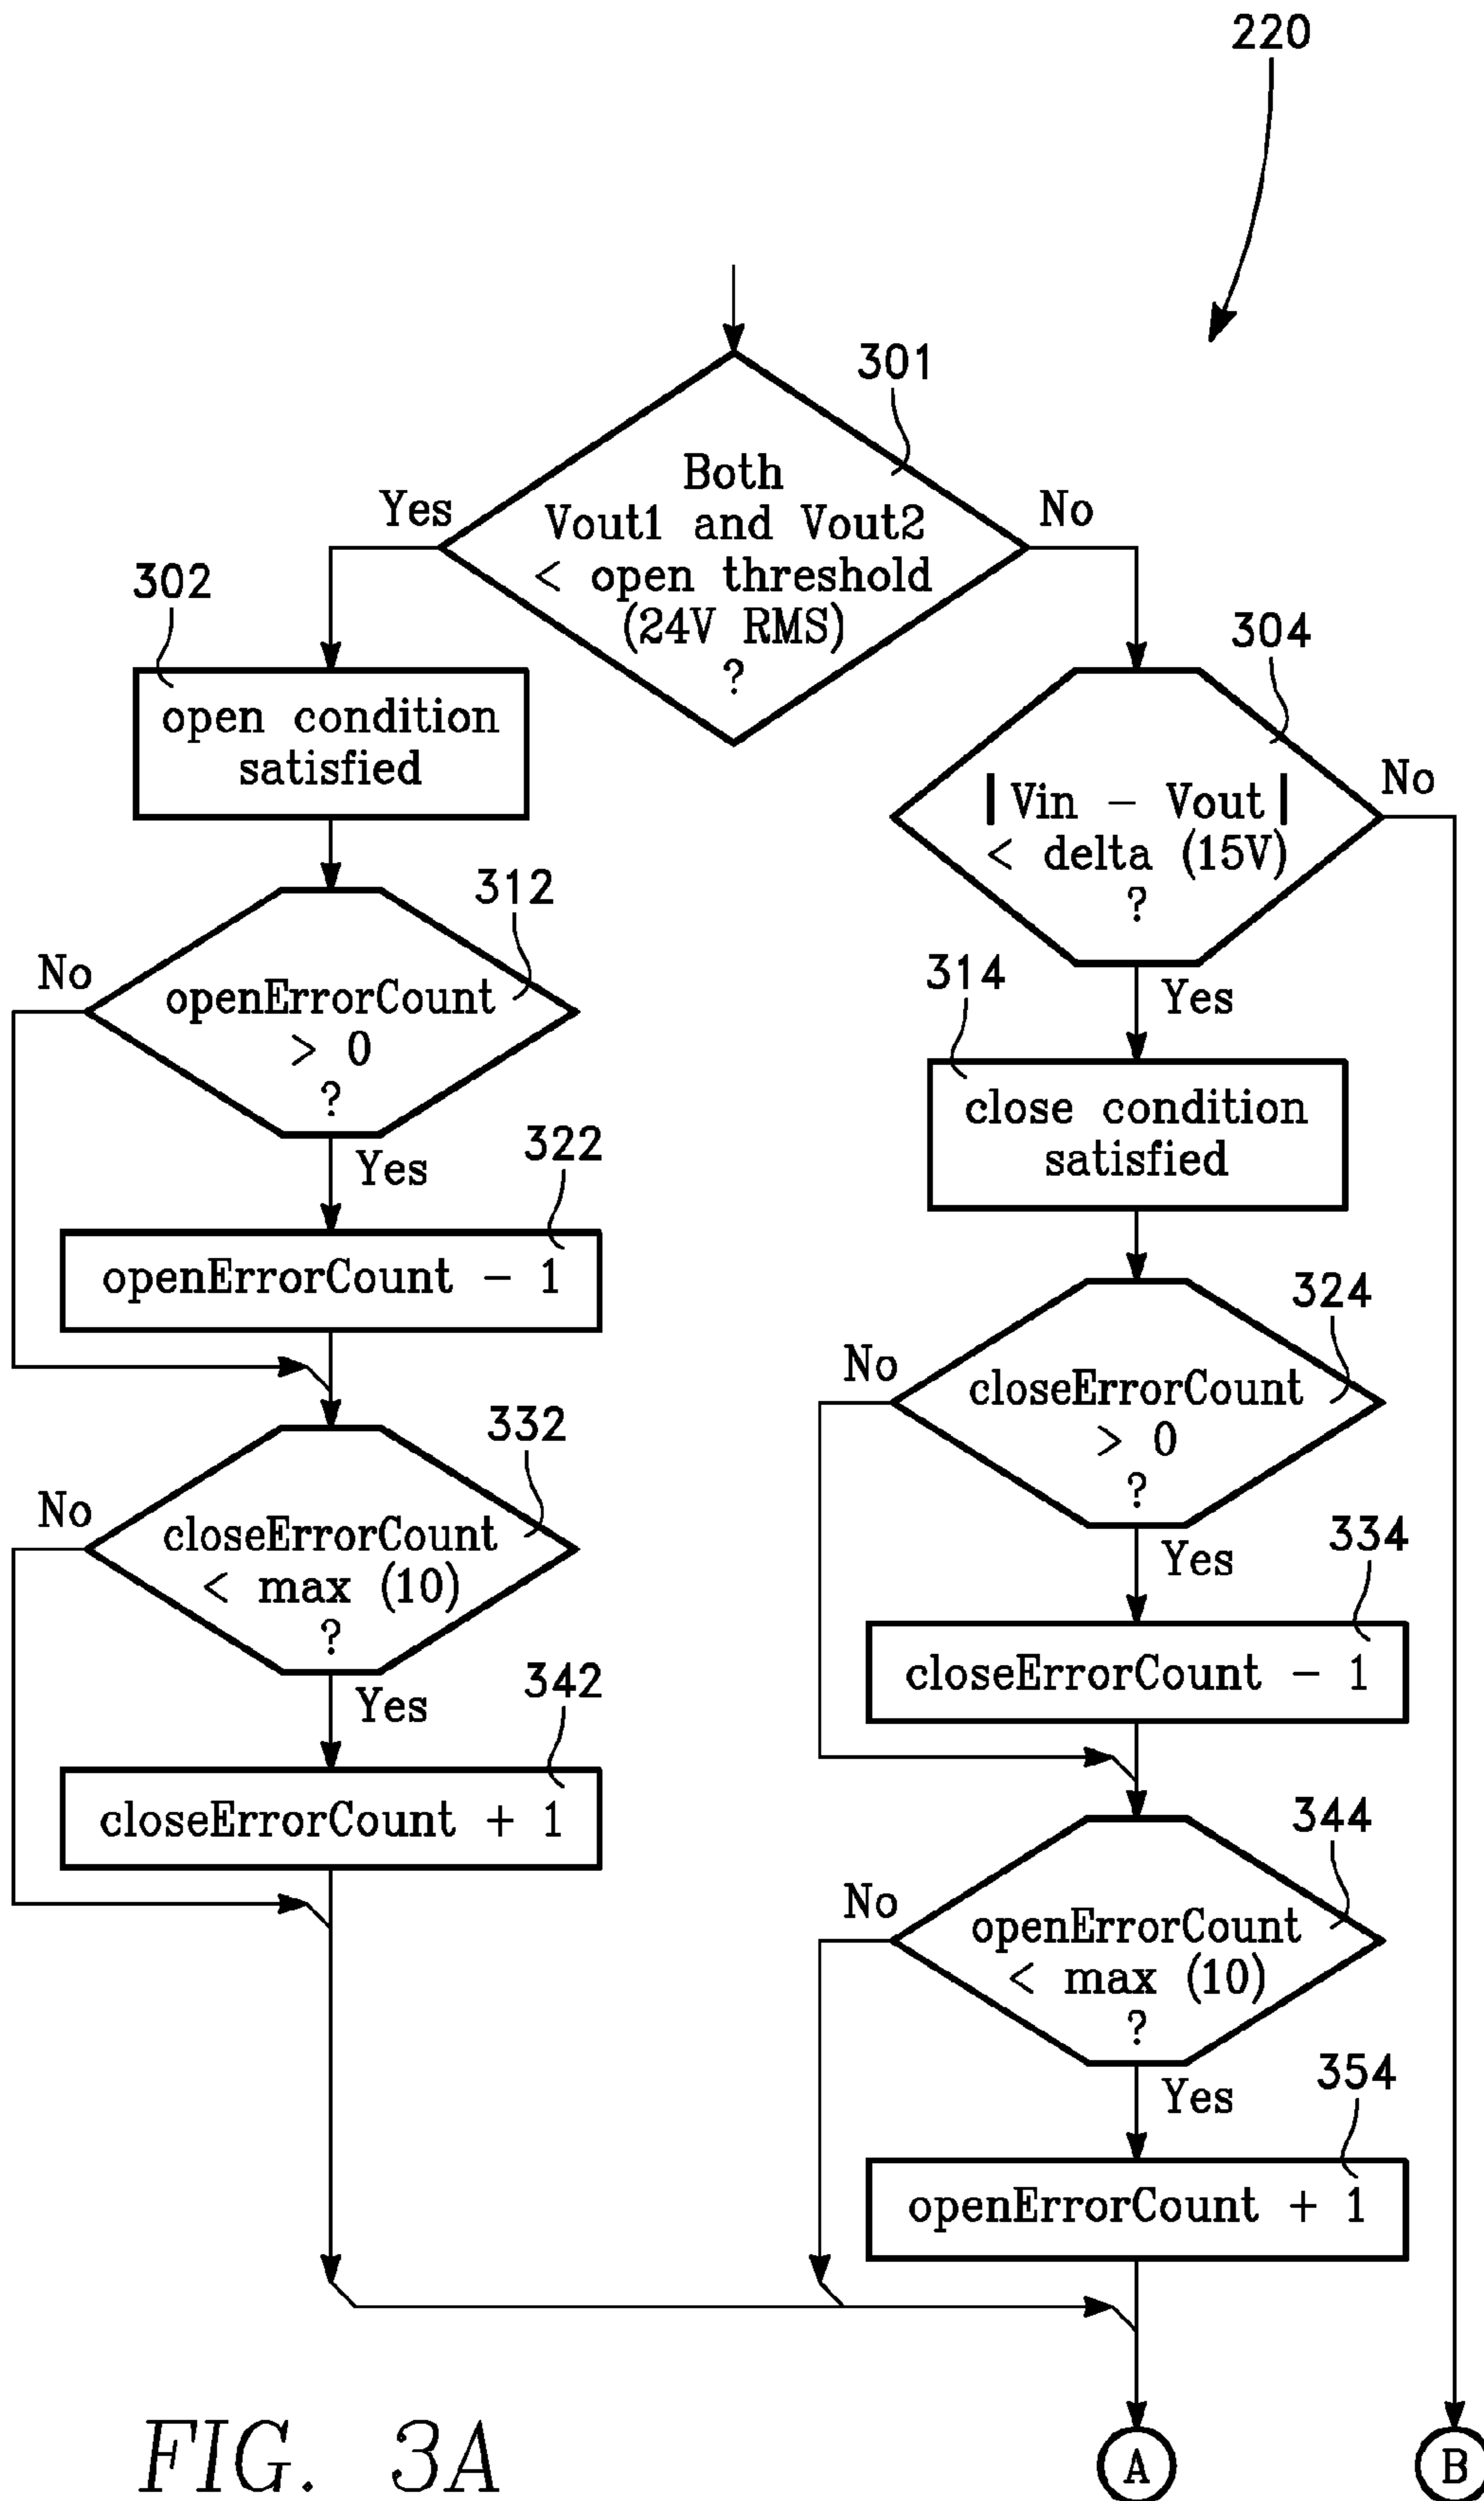 220
301
Both
Vout1 and Vout2
< open threshold
(24V RMS)
?
Yes
No
302
open condition
satisfied
304
|Vin - Vout|
< delta (15V)
?
No
Yes
312
openErrorCount
> 0
?
No
Yes
314
close condition
satisfied
322
openErrorCount - 1
324
closeErrorCount
> 0
?
No
Yes
332
closeErrorCount
< max (10)
?
No
Yes
334
closeErrorCount - 1
342
closeErrorCount + 1
344
openErrorCount
< max (10)
?
No
Yes
354
openErrorCount + 1
A
B
FIG. 3A